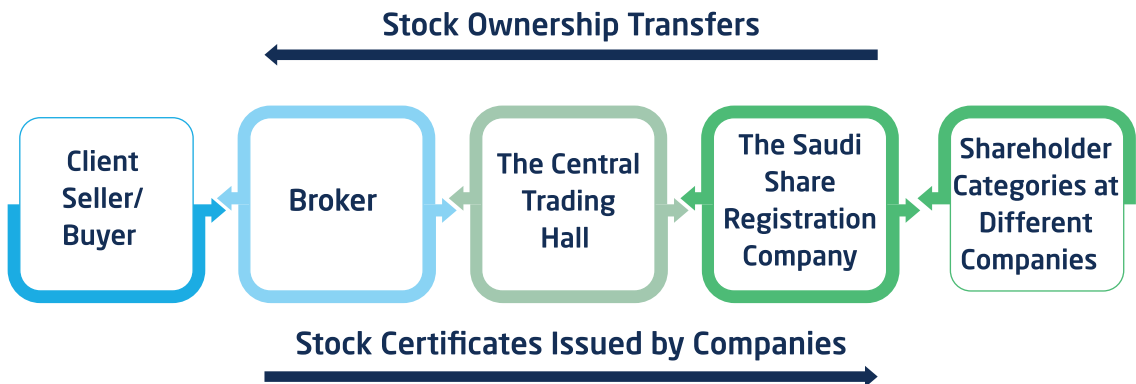 Stock Ownership Transfers
Client
Seller/
Buyer
Broker
The Central
Trading
Hall
The Saudi
Share
Registration
Company
Shareholder
Categories at
Different
Companies
Stock Certificates Issued by Companies